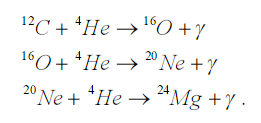 ¹²C + ⁴He → ¹⁶O + γ
¹⁶O + ⁴He → ²⁰Ne + γ
²⁰Ne + ⁴He → ²⁴Mg + γ .